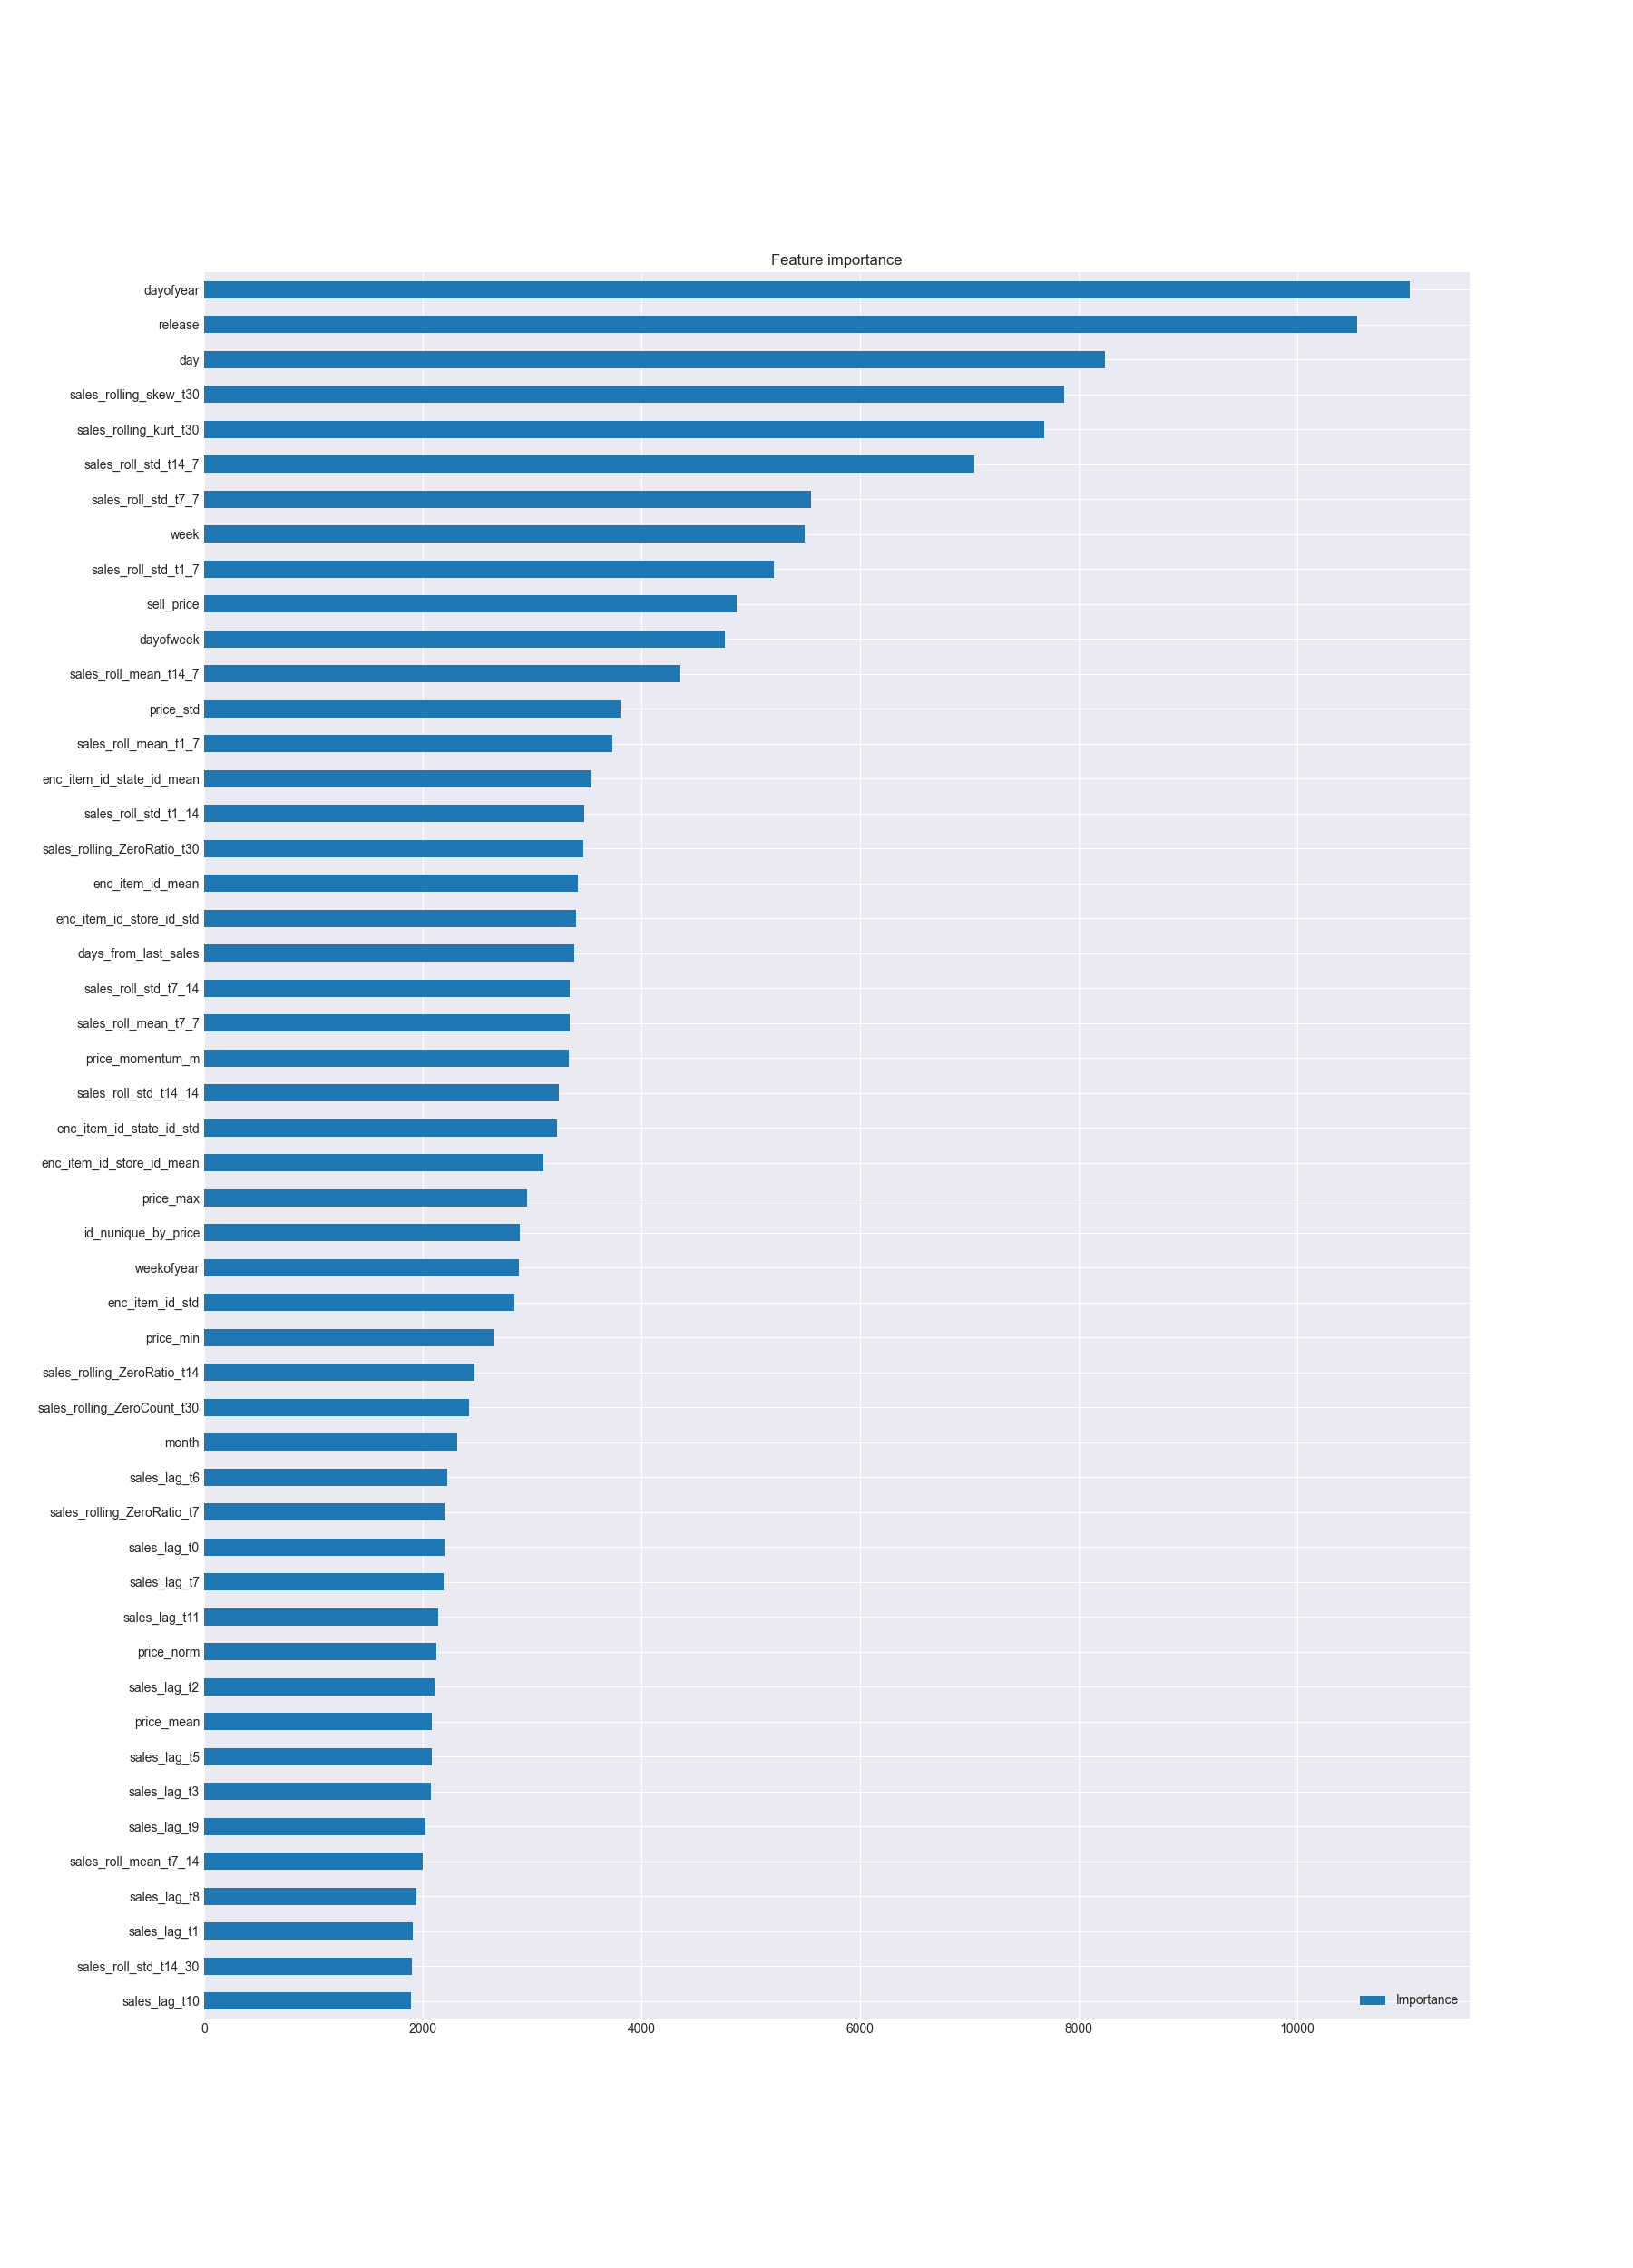 Feature importance
dayofyear
release
day
sales_rolling_skew_t30
sales_rolling_kurt_t30
sales_roll_std_t14_7
sales_roll_std_t7_7
week
sales_roll_std_t1_7
sell_price
dayofweek
sales_roll_mean_t14_7
price_std
sales_roll_mean_t1_7
enc_item_id_state_id_mean
sales_roll_std_t1_14
sales_rolling_ZeroRatio_t30
enc_item_id_mean
enc_item_id_store_id_std
days_from_last_sales
sales_roll_std_t7_14
sales_roll_mean_t7_7
price_momentum_m
sales_roll_std_t14_14
enc_item_id_state_id_std
enc_item_id_store_id_mean
price_max
id_nunique_by_price
weekofyear
enc_item_id_std
price_min
sales_rolling_ZeroRatio_t14
sales_rolling_ZeroCount_t30
month
sales_lag_t6
sales_rolling_ZeroRatio_t7
sales_lag_t0
sales_lag_t7
sales_lag_t11
price_norm
sales_lag_t2
price_mean
sales_lag_t5
sales_lag_t3
sales_lag_t9
sales_roll_mean_t7_14
sales_lag_t8
sales_lag_t1
sales_roll_std_t14_30
sales_lag_t10
Importance
0 2000 4000 6000 8000 10000